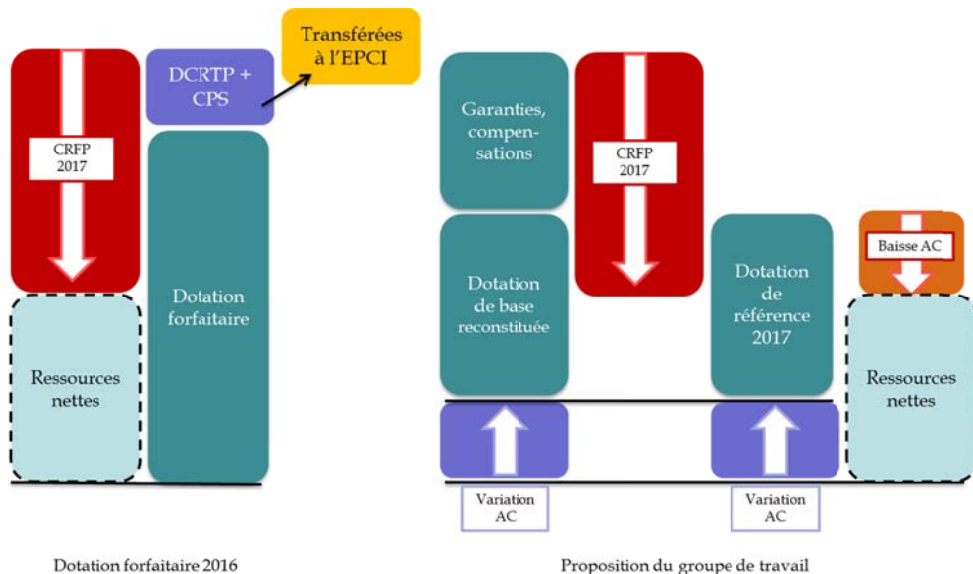 CRFP
2017
Ressources
nettes
DCRTP +
CPS
Transférées
à l'EPCI
Dotation
forfaitaire
Dotation forfaitaire 2016
Garanties,
compen-
sations
Dotation
de base
reconstituée
Variation
AC
CRFP
2017
Dotation
de
référence
2017
Variation
AC
Baisse AC
Ressources
nettes
Proposition du groupe de travail